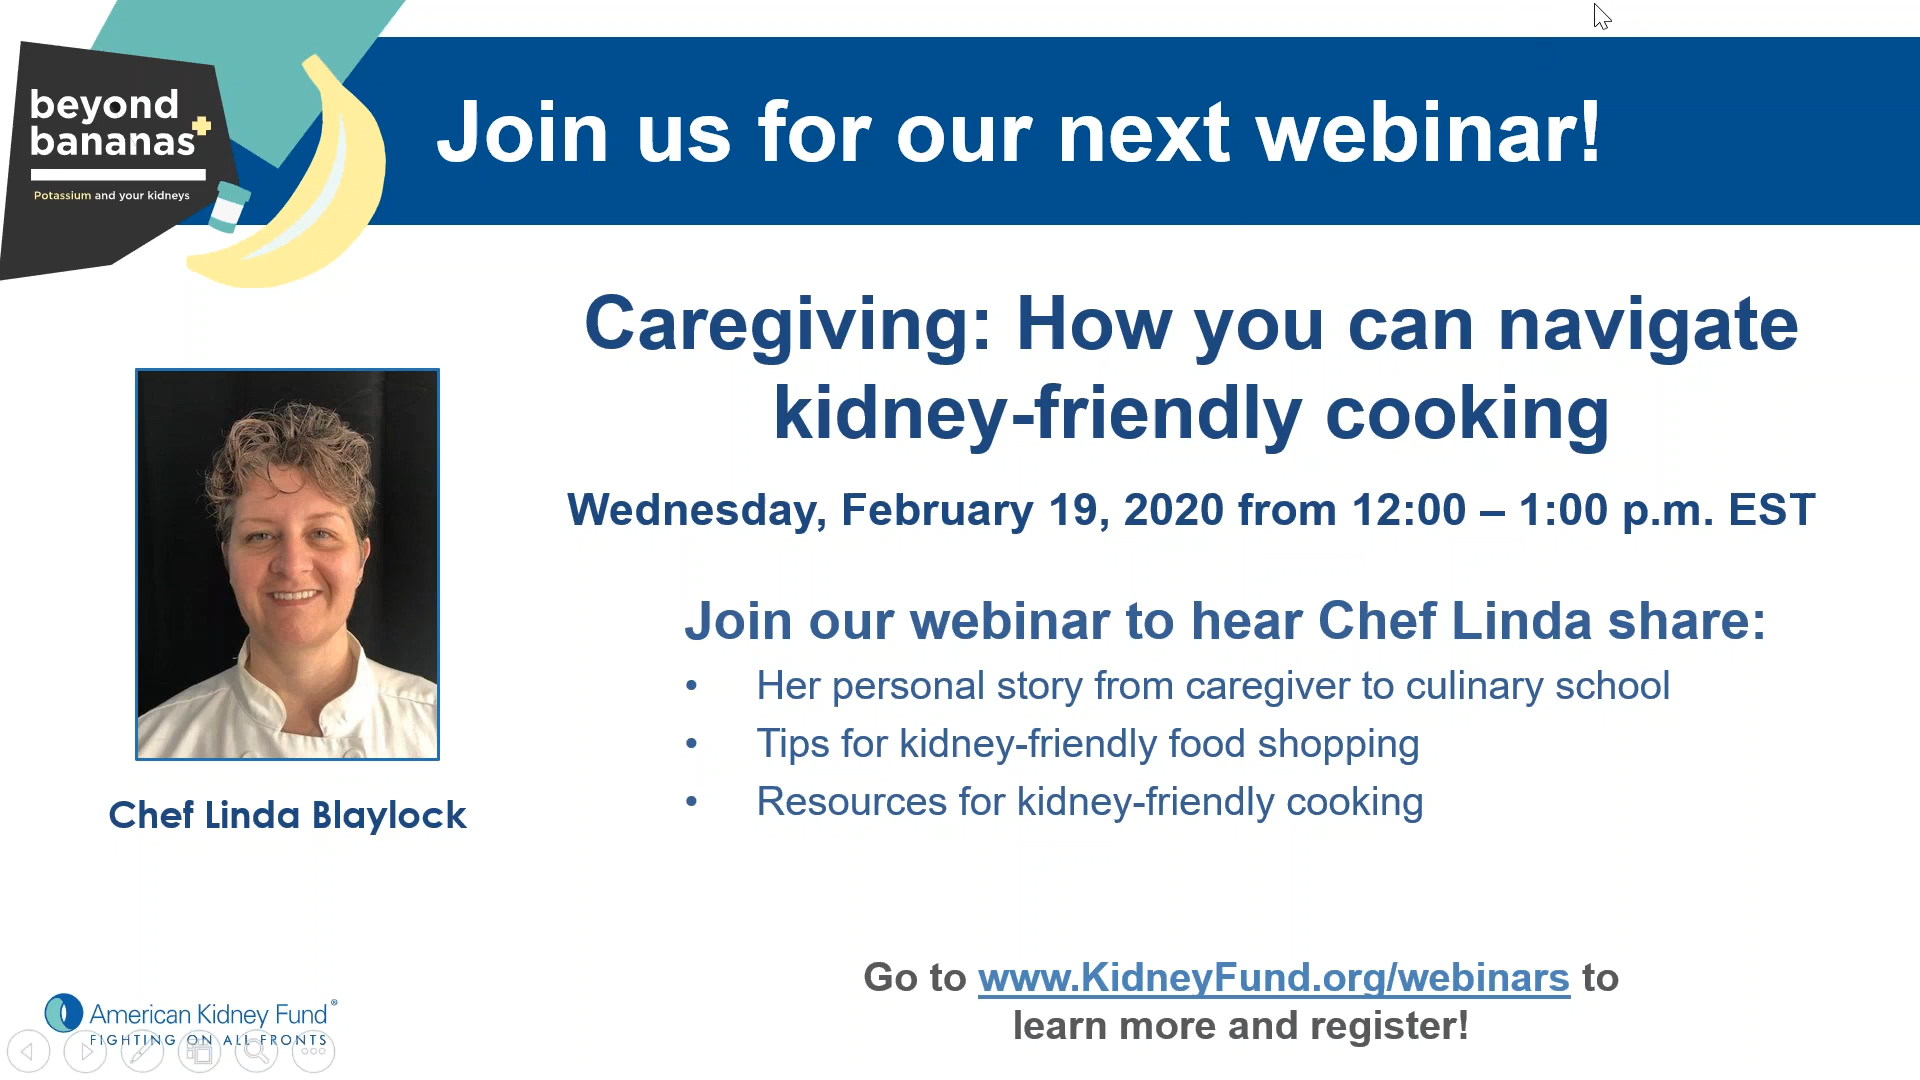 beyond
bananas
Potassium and your kidneys
Join us for our next webinar!
Caregiving: How you can navigate
kidney-friendly cooking
Wednesday, February 19, 2020 from 12:00 – 1:00 p.m. EST
Join our webinar to hear Chef Linda share:
• Her personal story from caregiver to culinary school
• Tips for kidney-friendly food shopping
• Resources for kidney-friendly cooking
Chef Linda Blaylock
Go to www.KidneyFund.org/webinars to
learn more and register!
American Kidney Fund®
FIGHTING ON ALL FRONTS